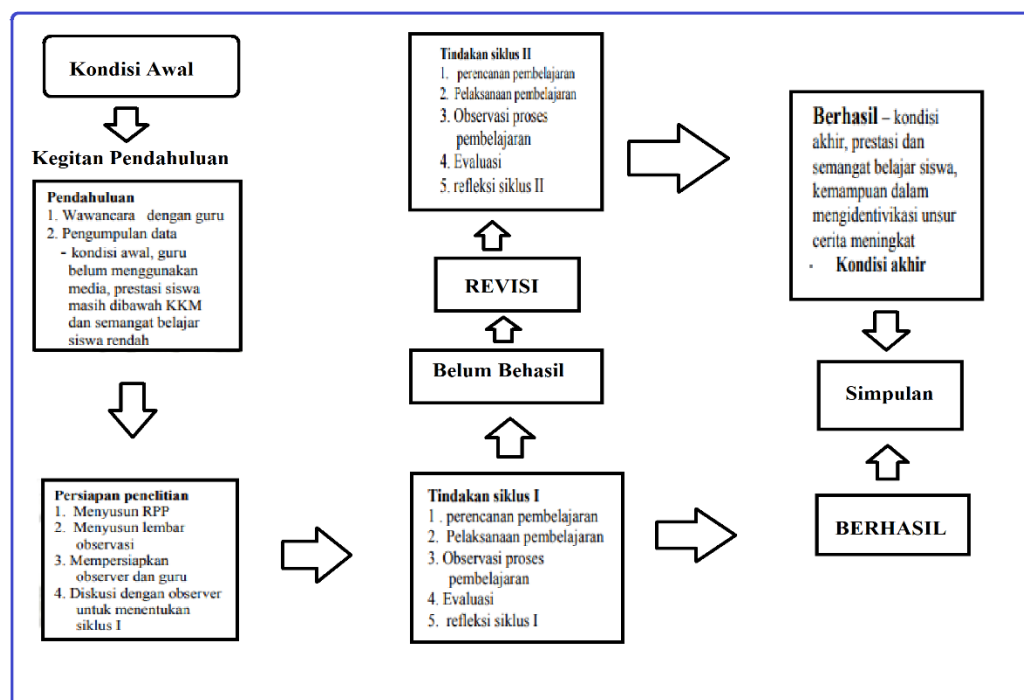 Kondisi Awal
Kegitan Pendahuluan
Pendahuluan
1. Wawancara dengan guru
2. Pengumpulan data
- kondisi awal, guru
belum menggunakan
media, prestasi siswa
masih dibawah KKM
dan semangat belajar
siswa rendah
Persiapan penelitian
1. Menyusun RPP
2. Menyusun lembar
observasi
3. Mempersiapkan
observer dan guru
4. Diskusi dengan observer
untuk menentukan
siklus I
Tindakan siklus II
1. perencanan pembelajaran
2. Pelaksanaan pembelajaran
3. Observasi proses
pembelajaran
4. Evaluasi
5. refleksi siklus II
REVISI
Belum Behasil
Tindakan siklus I
1 . perencanan pembelajaran
2. Pelaksanaan pembelajaran
3. Observasi proses
pembelajaran
4. Evaluasi
5. refleksi siklus I
Berhasil – kondisi
akhir, prestasi dan
semangat belajar siswa,
kemampuan dalam
mengidentivikasi unsur
cerita meningkat
- Kondisi akhir
Simpulan
BERHASIL